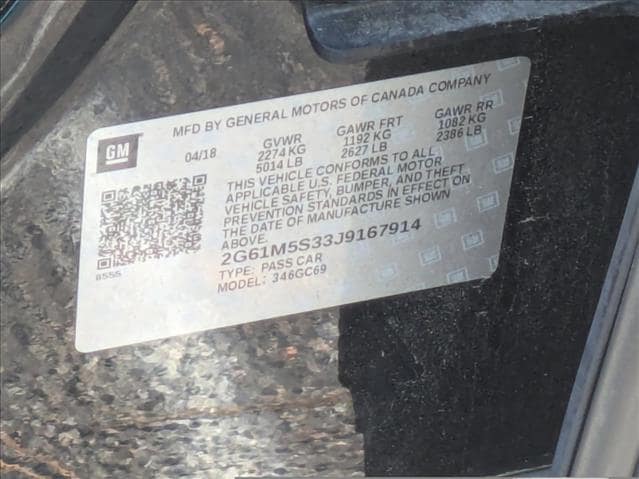 MFD BY GENERAL MOTORS OF CANADA COMPANY
GM
04/18
GVWR
2274 KG
5014 LB
GAWR FRT
1192 KG
2627 LB
GAWR RR
1082 KG
2386 LB
THIS VEHICLE CONFORMS TO ALL
APPLICABLE U.S. FEDERAL MOTOR
VEHICLE SAFETY, BUMPER, AND THEFT
PREVENTION STANDARDS IN EFFECT ON
THE DATE OF MANUFACTURE SHOWN
ABOVE.
2G61M5S33J9167914
TYPE: PASS CAR
MODEL: 346GC69